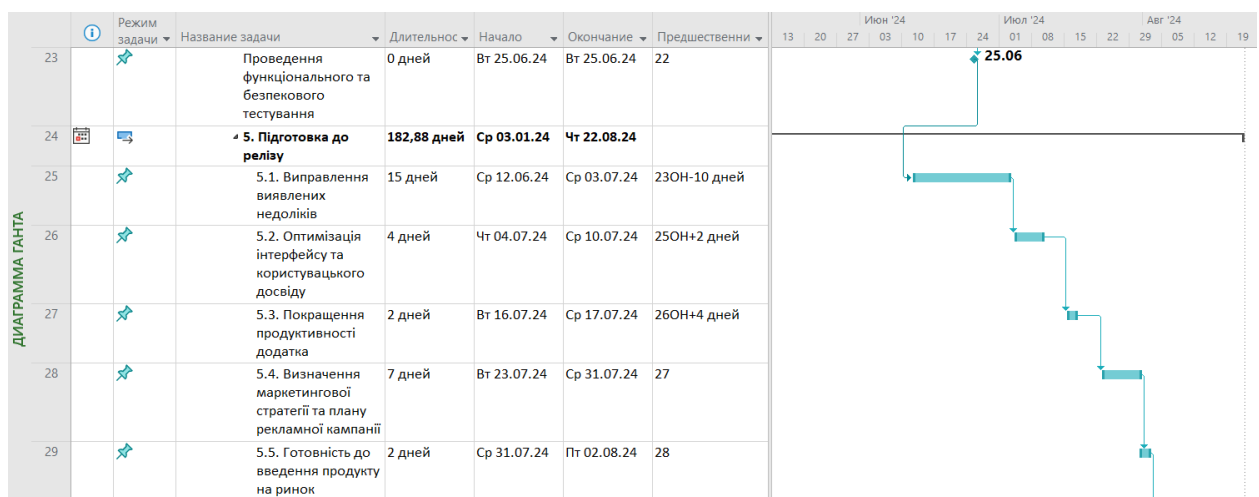 Июн '24 Июл '24 Авг '24
Режим задачи Название задачи Длительнос Начало Окончание Предшественни 13 20 27 03 10 17 24 01 08 15 22 29 05 12 19
ДИАГРАММА ГАНТА
23 Проведення 0 дней Вт 25.06.24 Вт 25.06.24 22 25.06
функціонального та
безпекового
тестування
24 5. Підготовка до 182,88 дней Ср 03.01.24 Чт 22.08.24
релізу
25 5.1. Виправлення 15 дней Ср 12.06.24 Ср 03.07.24 23ОН-10 дней
виявлених
недоліків
26 5.2. Оптимізація 4 дней Чт 04.07.24 Ср 10.07.24 25ОН+2 дней
інтерфейсу та
користувацького
досвіду
27 5.3. Покращення 2 дней Вт 16.07.24 Ср 17.07.24 26ОН+4 дней
продуктивності
додатка
28 5.4. Визначення 7 дней Вт 23.07.24 Ср 31.07.24 27
маркетингової
стратегії та плану
рекламної кампанії
29 5.5. Готовність до 2 дней Ср 31.07.24 Пт 02.08.24 28
введення продукту
на ринок